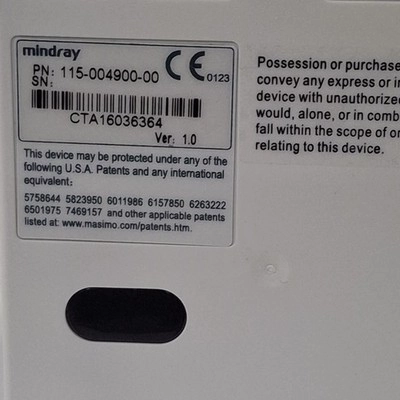 mindray
PN: 115-004900-00
SN:
CE 0123
CTA16036364
Ver: 1.0
This device may be protected under any of the
following U.S.A. Patents and any international
equivalent:
5758644 5823950 6011986 6157850 6263222
6501975 7469157 and other applicable patents
listed at: www.masimo.com/patents.htm.
Possession or purchase
convey any express or i
device with unauthorized
would, alone, or in comb
fall within the scope of o
relating to this device.